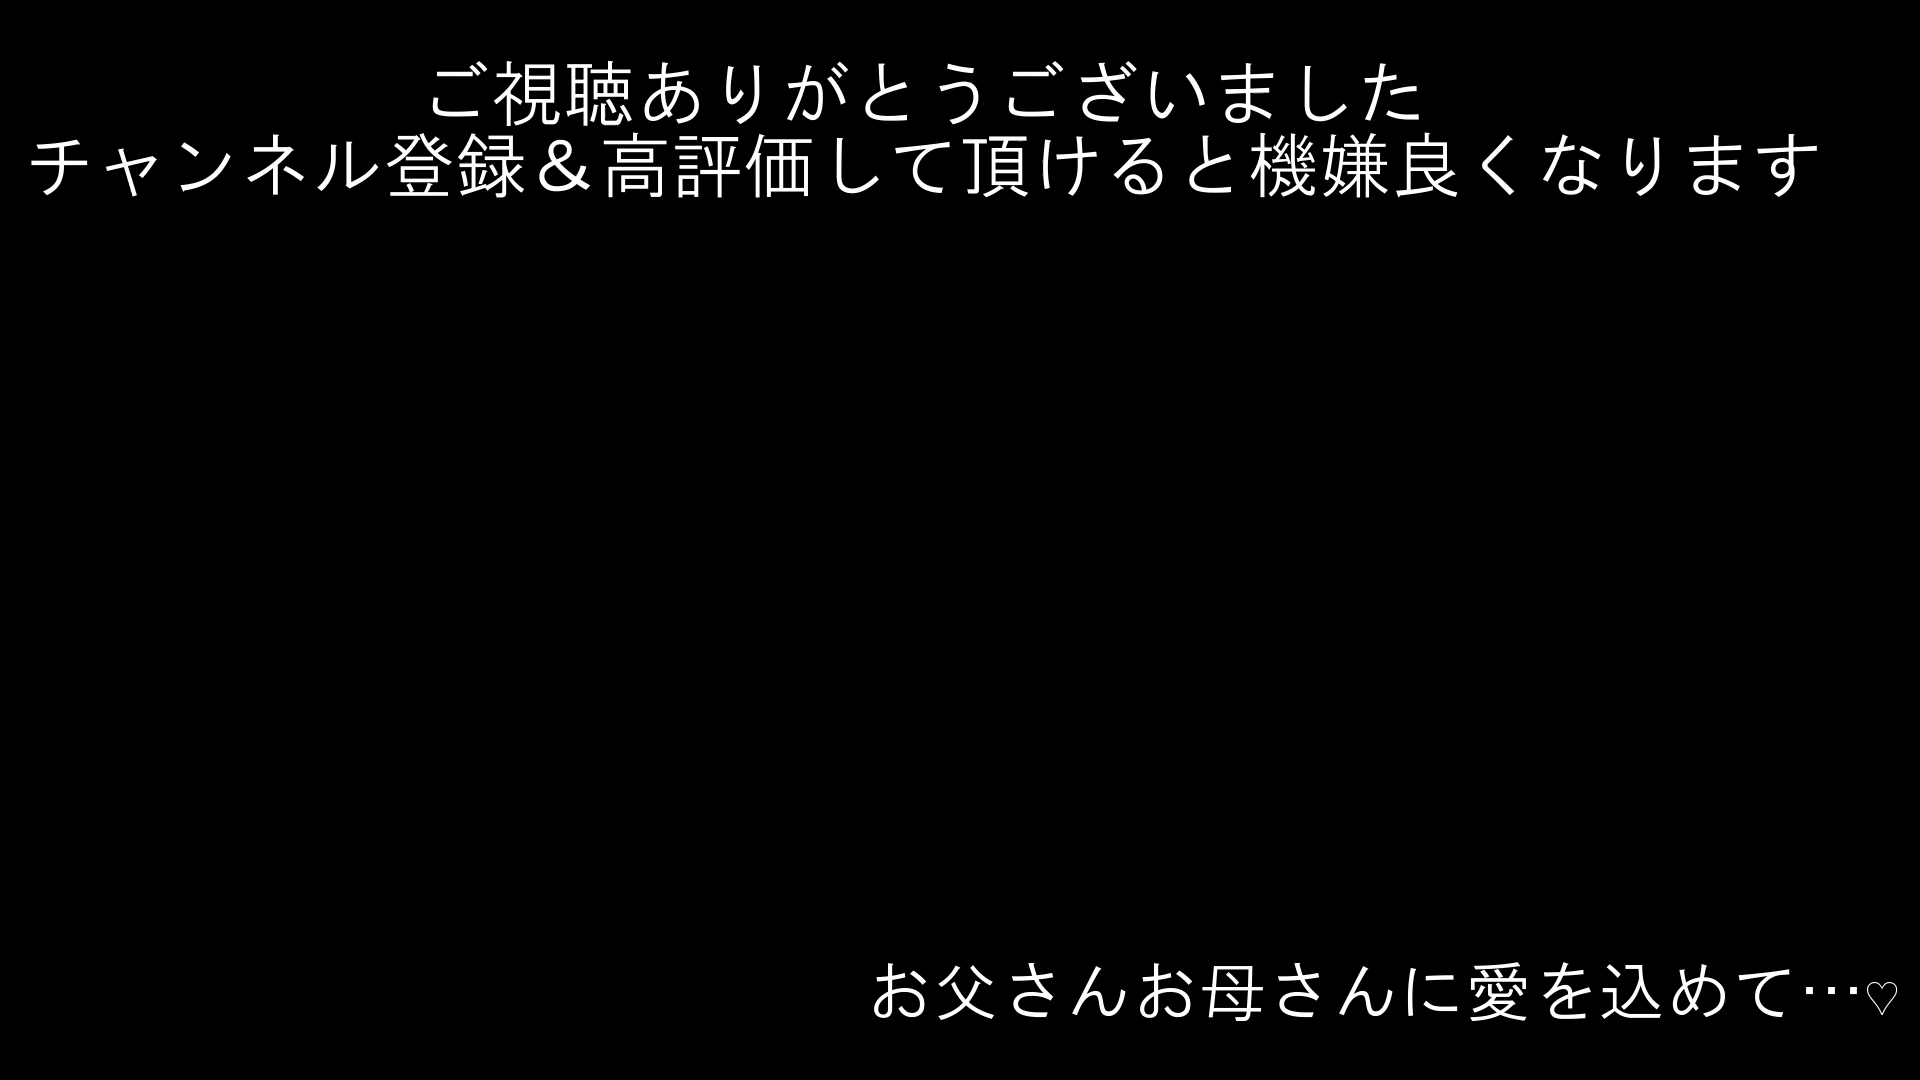 ご視聴ありがとうございました
チャンネル登録＆高評価して頂けると機嫌良くなります
お父さんお母さんに愛を込めて…♡